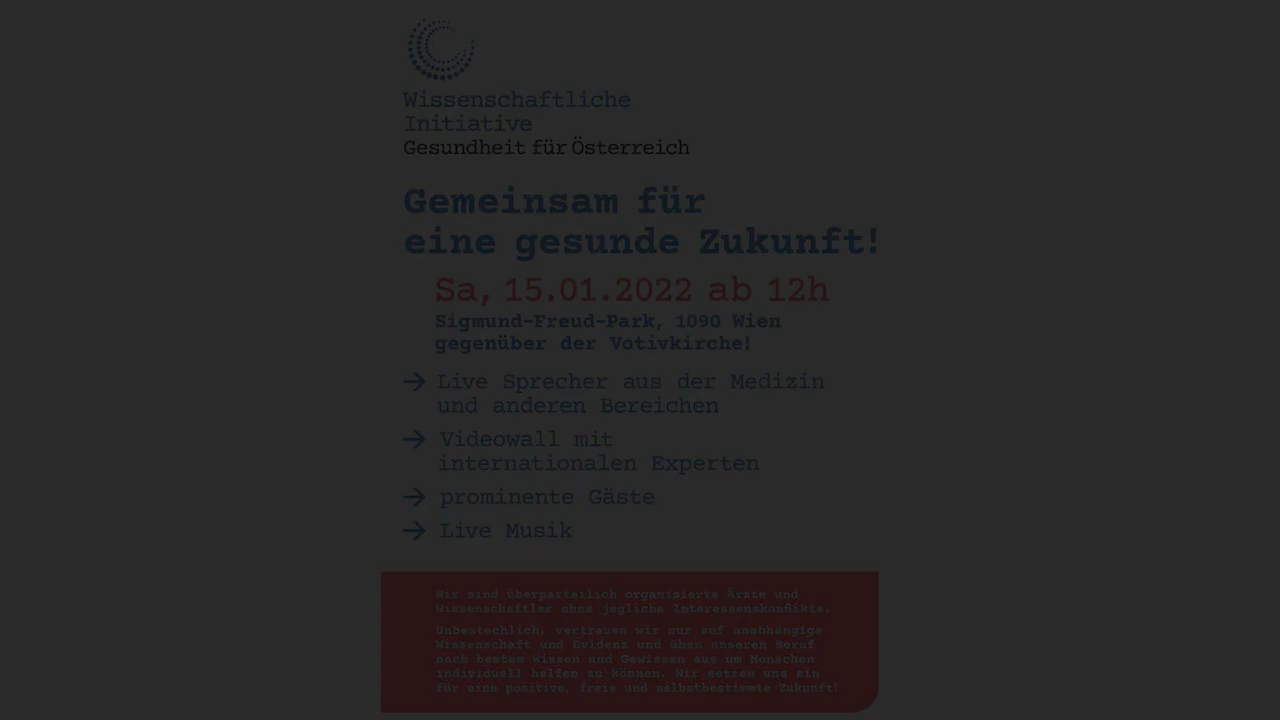 Wissenschaftliche
Initiative
Gesundheit für Österreich
Gemeinsam für
eine gesunde Zukunft!
Sa, 15.01.2022 ab 12h
Sigmund-Freud-Park, 1090 Wien
gegenüber der Votivkirche!
→ Live Sprecher aus der Medizin
und anderen Bereichen
→ Videowall mit
internationalen Experten
→ prominente Gäste
→ Live Musik
Wir sind überparteilich organisierte Ärzte und
Wissenschaftler ohne jegliche Interessenskonflikte.
Unbestechlich, vertrauen wir nur auf unabhängige
Wissenschaft und Evidenz und üben unseren Beruf
nach bestem Wissen und Gewissen aus um Menschen
individuell helfen zu können. Wir setzen uns ein
für eine positive, freie und selbstbestimmte Zukunft!